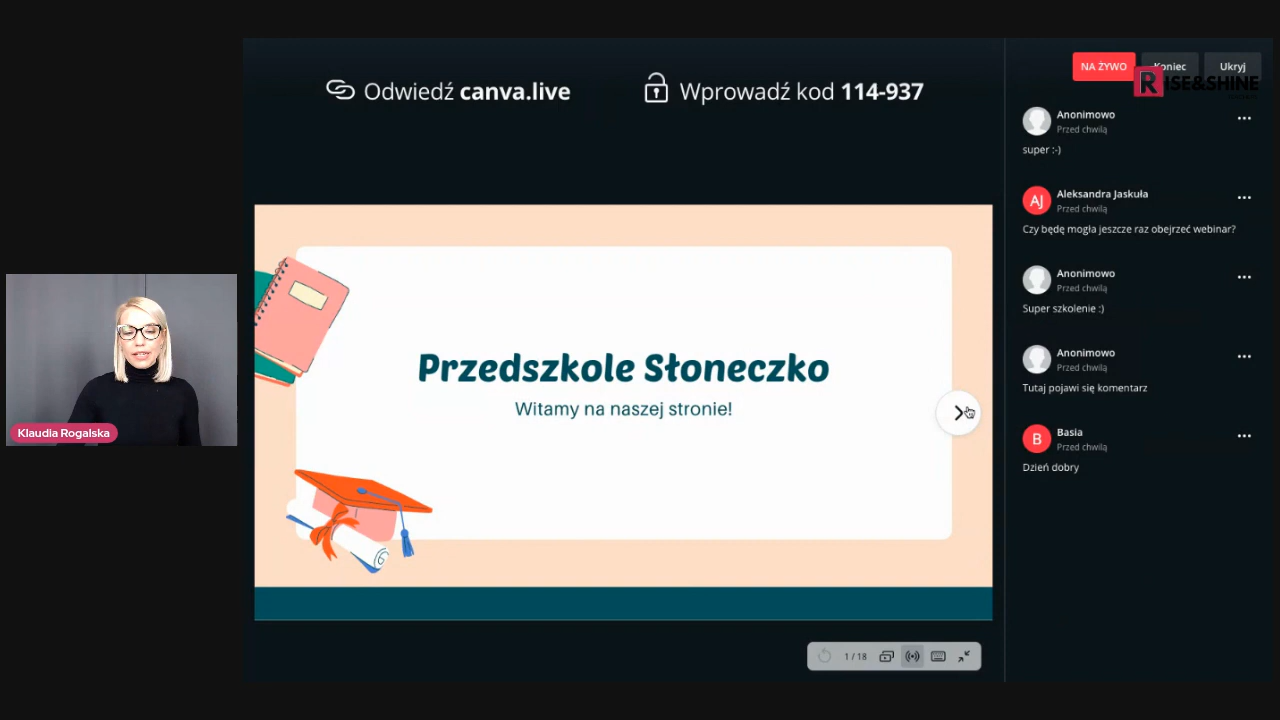 Odwiedź canva.live
Wprowadź kod 114-937
NA ŻYWO
Koniec
Ukryj
RISE&SHINE
Anonimowo
Przed chwilą
super :-)
Aleksandra Jaskuła
AJ
Przed chwilą
Czy będę mogła jeszcze raz obejrzeć webinar?
Anonimowo
Przed chwilą
Super szkolenie :)
Anonimowo
Przed chwilą
Tutaj pojawi się komentarz
Basia
B
Przed chwilą
Dzień dobry
Przedszkole Słoneczko
Witamy na naszej stronie!
Klaudia Rogalska
1 / 18